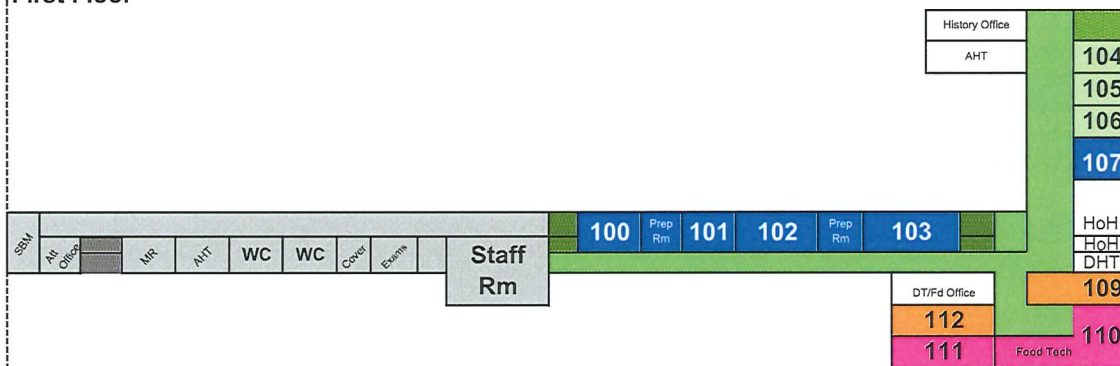 First Floor
History Office
AHT
104
105
106
107
HoH
HoH
DHT
109
110
SBM
Att
Office
MR
AHT
WC
WC
Cover
Exams
Staff
Rm
100
Prep
Rm
101
102
Prep
Rm
103
DT/Fd Office
112
111
Food Tech